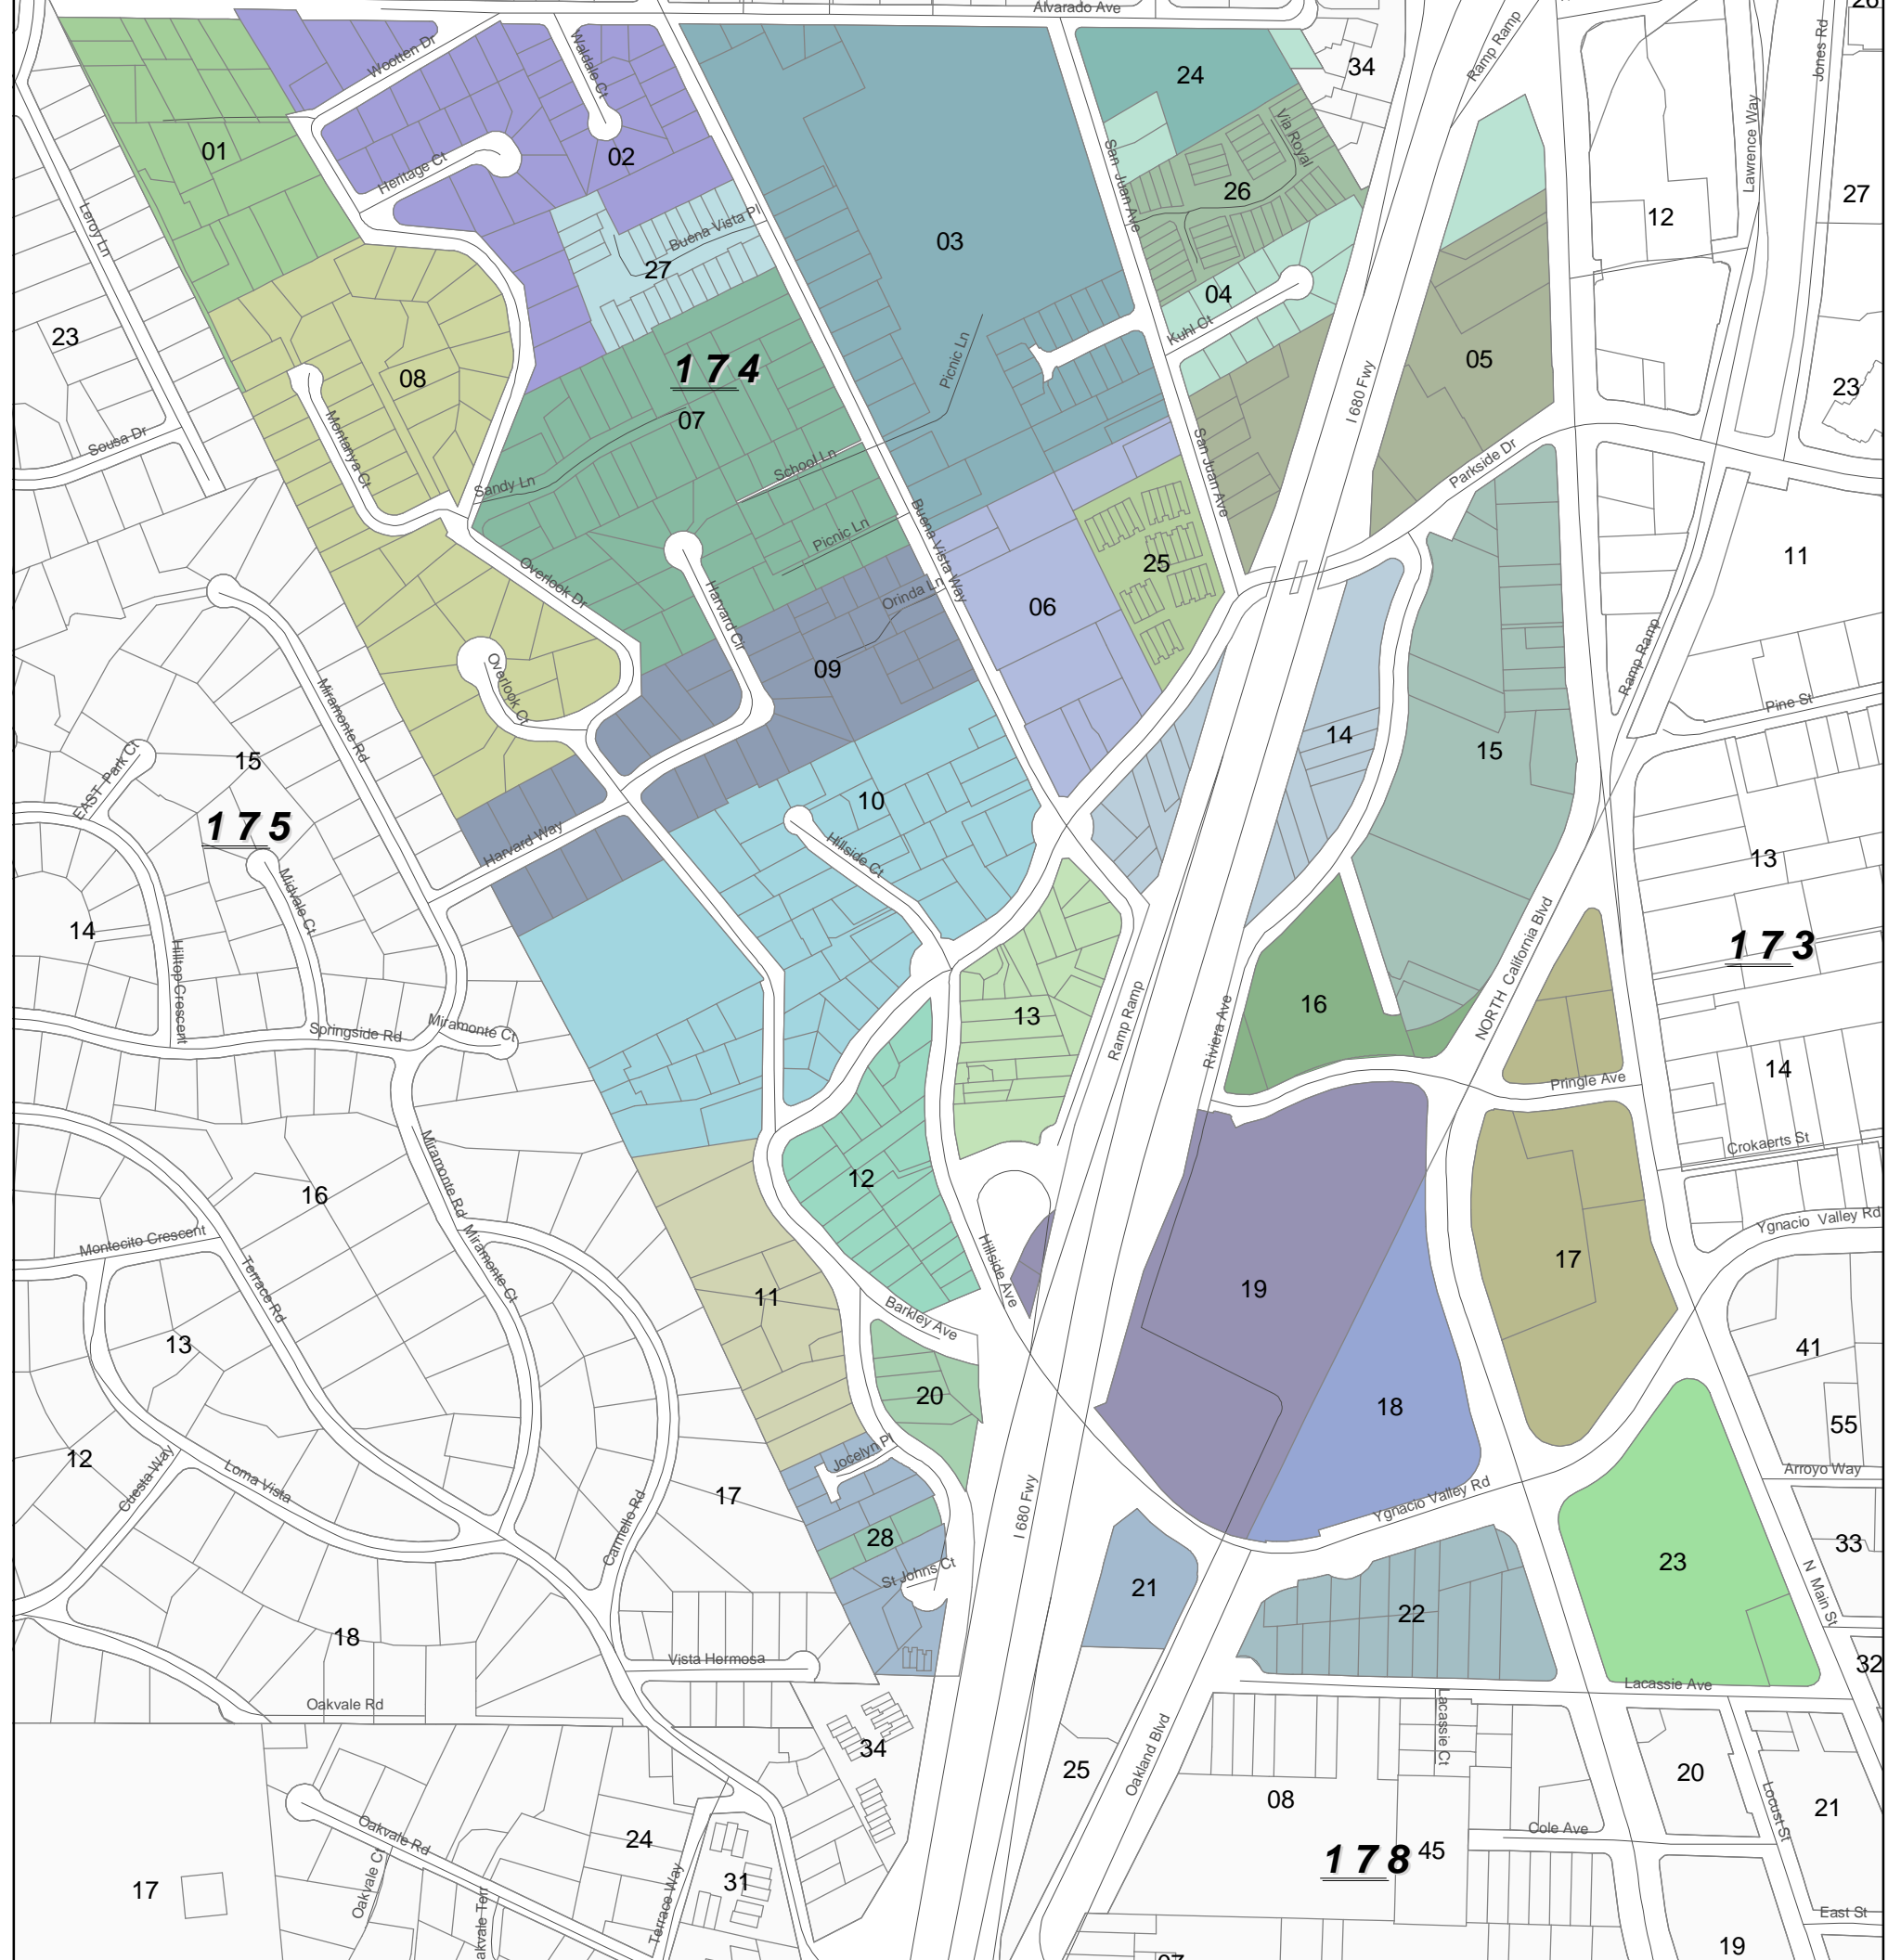 Alvarado Ave
26
Wootten Dr
Waldale Ct
Ramp Ramp
Jones Rd
34
24
Lawrence Way
01
02
Via Royal
San Juan Ave
Heritage Ct
26
27
12
Leroy Ln
Buena Vista Pl
03
27
04
Kuhl Ct
23
174
Picnic Ln
05
08
I 680 Fwy
23
07
Montanya Ct
Sousa Dr
School Ln
San Juan Ave
Parkside Dr
Sandy Ln
Picnic Ln
Buena Vista Way
25
11
Overlook Dr
Harvard Cir
Orinda Ln
06
09
Ramp Ramp
Overlook Ct
Miramonte Rd
Pine St
14
15
15
EAST Park Ct
175
10
Harvard Way
Hillside Ct
13
Midvale Ct
14
173
Hilltop Crescent
NORTH California Blvd
16
13
Miramonte Ct
Springside Rd
Ramp Ramp
Riviera Ave
14
Pringle Ave
Crokaerts St
Miramonte Rd
12
16
Ygnacio Valley Rd
Montecito Crescent
Terrace Rd
Miramonte Ct
Hillside Ave
17
19
11
Barkley Ave
13
41
20
18
55
12
Jocelyn Pl
Arroyo Way
Cuesta Way
Loma Vista
17
Ygnacio Valley Rd
I 680 Fwy
Carmello Rd
28
33
St Johns Ct
23
21
N Main St
22
18
Vista Hermosa
32
Lacassie Ave
Oakvale Rd
Lacassie Ct
34
Oakland Blvd
25
20
08
21
Locust St
Oakvale Rd
24
Cole Ave
178
45
31
17
Oakvale Ct
Terrace Way
akvale Terr
East St
19
07